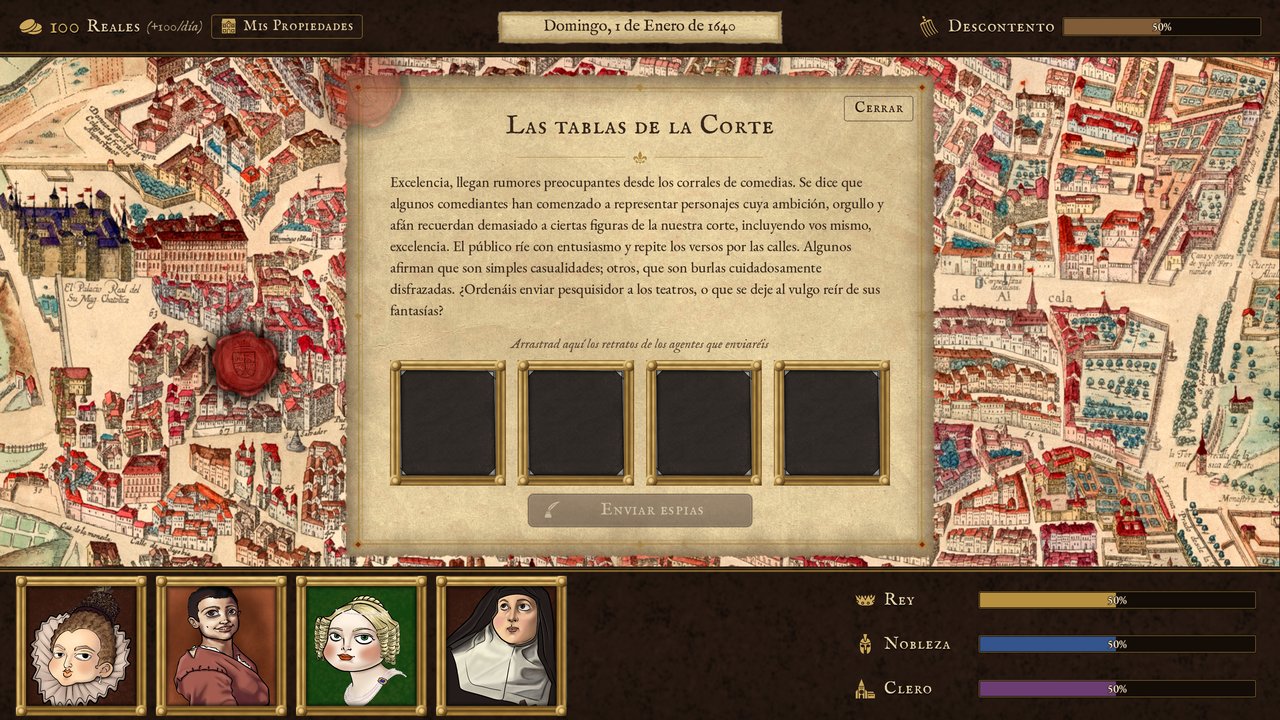 100 Reales (+100/día)
Mis Propiedades
Domingo, 1 de Enero de 1640
Descontento
50%
Cerrar
Las tablas de la Corte
Excelencia, llegan rumores preocupantes desde los corrales de comedias. Se dice que
algunos comediantes han comenzado a representar personajes cuya ambición, orgullo y
afán recuerdan demasiado a ciertas figuras de la nuestra corte, incluyendo vos mismo,
excelencia. El público ríe con entusiasmo y repite los versos por las calles. Algunos
afirman que son simples casualidades; otros, que son burlas cuidadosamente
disfrazadas. ¿Ordenáis enviar pesquisidor a los teatros, o que se deje al vulgo reír de sus
fantasías?
Arrastrad aquí los retratos de los agentes que enviaréis
Enviar espias
El Palacio Real del
Su Mag. Catholica
de Al cala
Rey
50%
Nobleza
50%
Clero
50%